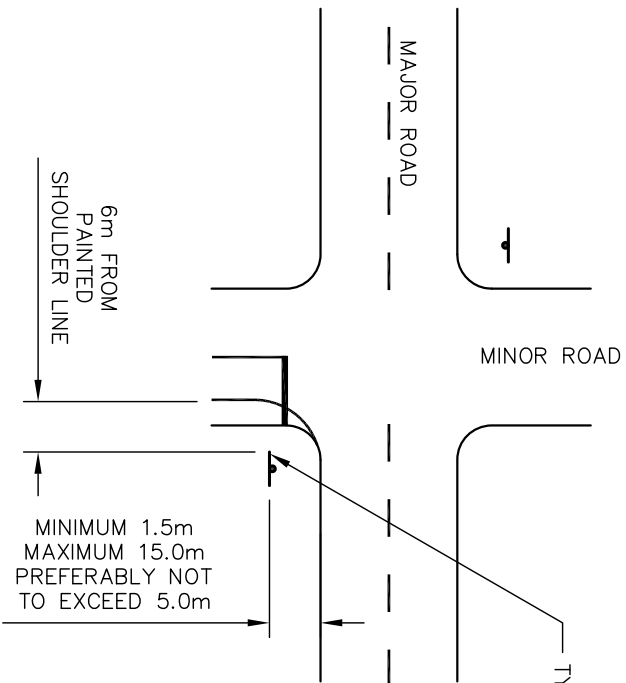 MAJOR ROAD
MINOR ROAD
6m FROM
PAINTED
SHOULDER LINE
MINIMUM 1.5m
MAXIMUM 15.0m
PREFERABLY NOT
TO EXCEED 5.0m